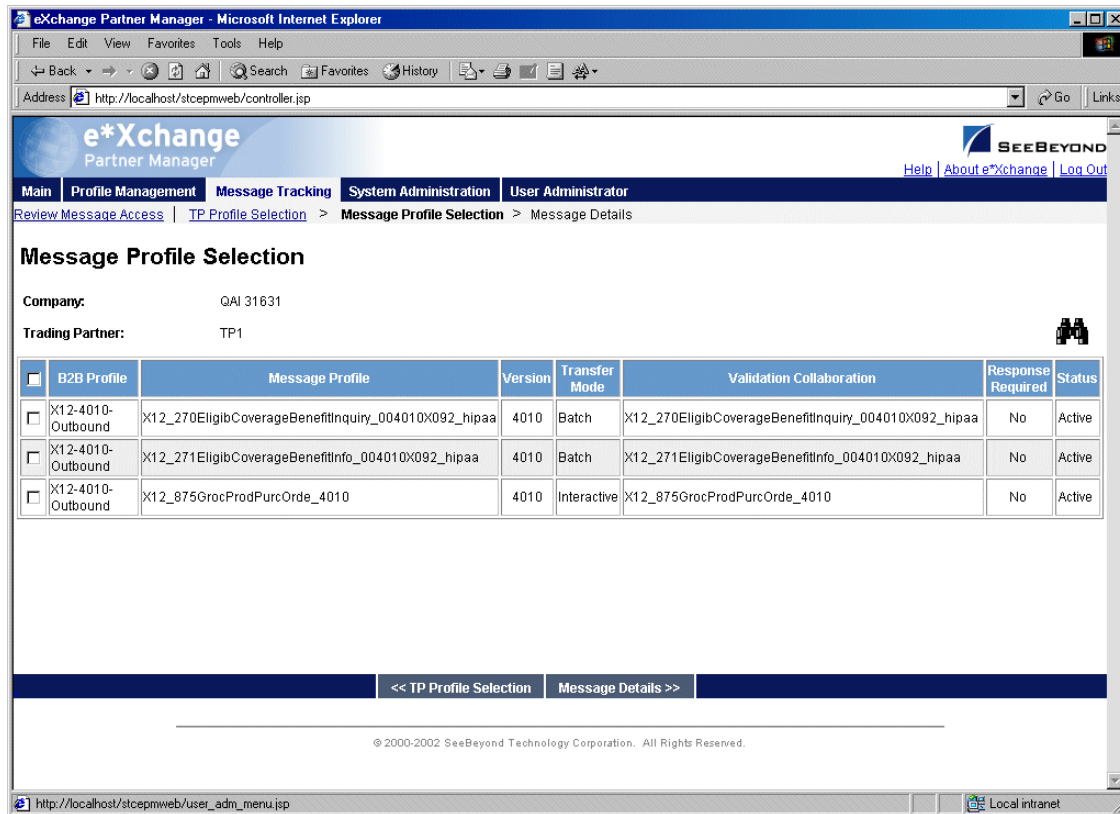 eXchange Partner Manager - Microsoft Internet Explorer
File Edit View Favorites Tools Help
Back Search Favorites History
Address http://localhost/stcepmweb/controller.jsp Go Links
e*Xchange
Partner Manager
SEEBEYOND
Help | About e*Xchange | Log Out
Main Profile Management Message Tracking System Administration User Administrator
Review Message Access | TP Profile Selection > Message Profile Selection > Message Details
Message Profile Selection
Company: QAI 31631
Trading Partner: TP1
B2B Profile Message Profile Version Transfer Mode Validation Collaboration Response Required Status
X12-4010-Outbound X12_270EligibCoverageBenefitInquiry_004010X092_hipaa 4010 Batch X12_270EligibCoverageBenefitInquiry_004010X092_hipaa No Active
X12-4010-Outbound X12_271EligibCoverageBenefitInfo_004010X092_hipaa 4010 Batch X12_271EligibCoverageBenefitInfo_004010X092_hipaa No Active
X12-4010-Outbound X12_875GrocProdPurcOrde_4010 4010 Interactive X12_875GrocProdPurcOrde_4010 No Active
<< TP Profile Selection Message Details >>
© 2000-2002 SeeBeyond Technology Corporation. All Rights Reserved.
http://localhost/stcepmweb/user_adm_menu.jsp Local intranet